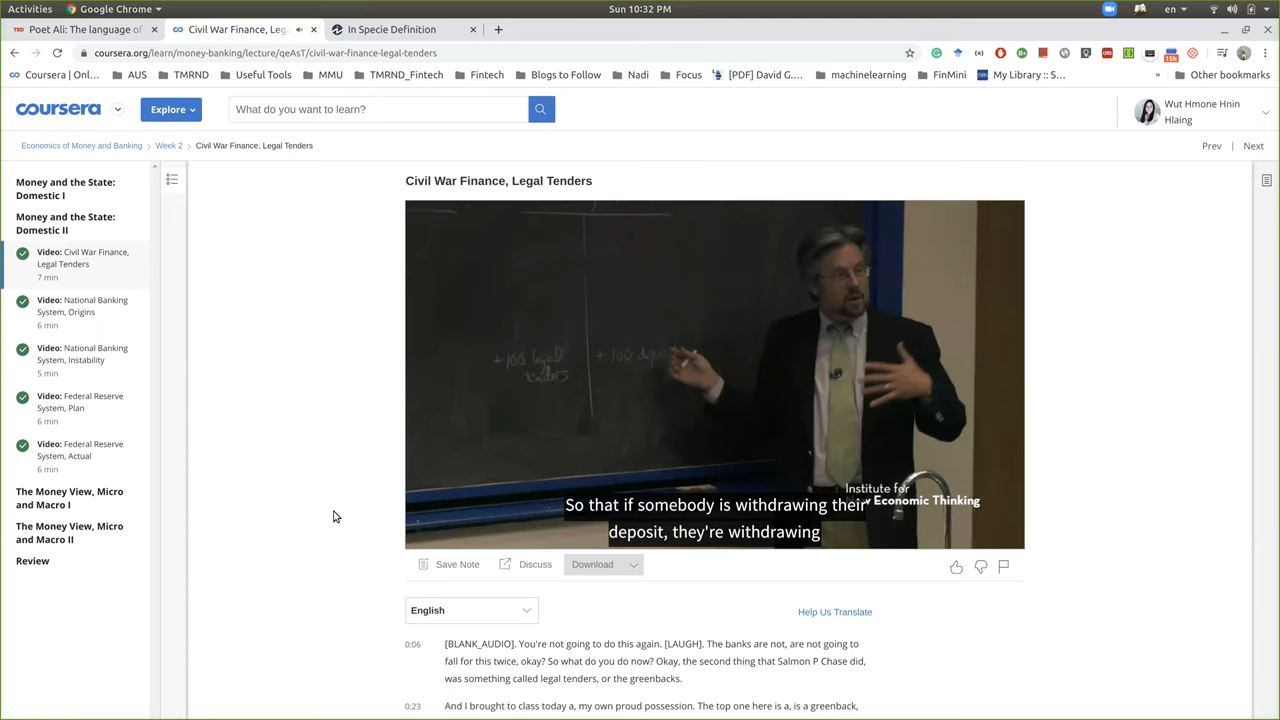 Activities
Google Chrome
Sun 10:32 PM
en
Poet Ali: The language of
Civil War Finance, Lega
In Specie Definition
coursera.org/learn/money-banking/lecture/qeAsT/civil-war-finance-legal-tenders
Coursera | Onl…
AUS
TMRND
Useful Tools
MMU
TMRND_Fintech
Fintech
Blogs to Follow
Nadi
Focus
[PDF] David G.…
machinelearning
FinMini
My Library :: S…
»
Other bookmarks
coursera
Explore
What do you want to learn?
Wut Hmone Hnin
Hlaing
Economics of Money and Banking
Week 2
Civil War Finance, Legal Tenders
Prev
Next
Money and the State:
Domestic I
Money and the State:
Domestic II
Video: Civil War Finance,
Legal Tenders
7 min
Video: National Banking
System, Origins
6 min
Video: National Banking
System, Instability
5 min
Video: Federal Reserve
System, Plan
6 min
Video: Federal Reserve
System, Actual
6 min
The Money View, Micro
and Macro I
The Money View, Micro
and Macro II
Review
Civil War Finance, Legal Tenders
+100 legal
tenders
+ 100
Institute for
Economic Thinking
So that if somebody is withdrawing their
deposit, they're withdrawing
Save Note
Discuss
Download
English
Help Us Translate
0:06
[BLANK_AUDIO]. You're not going to do this again. [LAUGH]. The banks are not, are not going to
fall for this twice, okay? So what do you do now? Okay, the second thing that Salmon P Chase did,
was something called legal tenders, or the greenbacks.
0:23
And I brought to class today a, my own proud possession. The top one here is a, is a greenback,